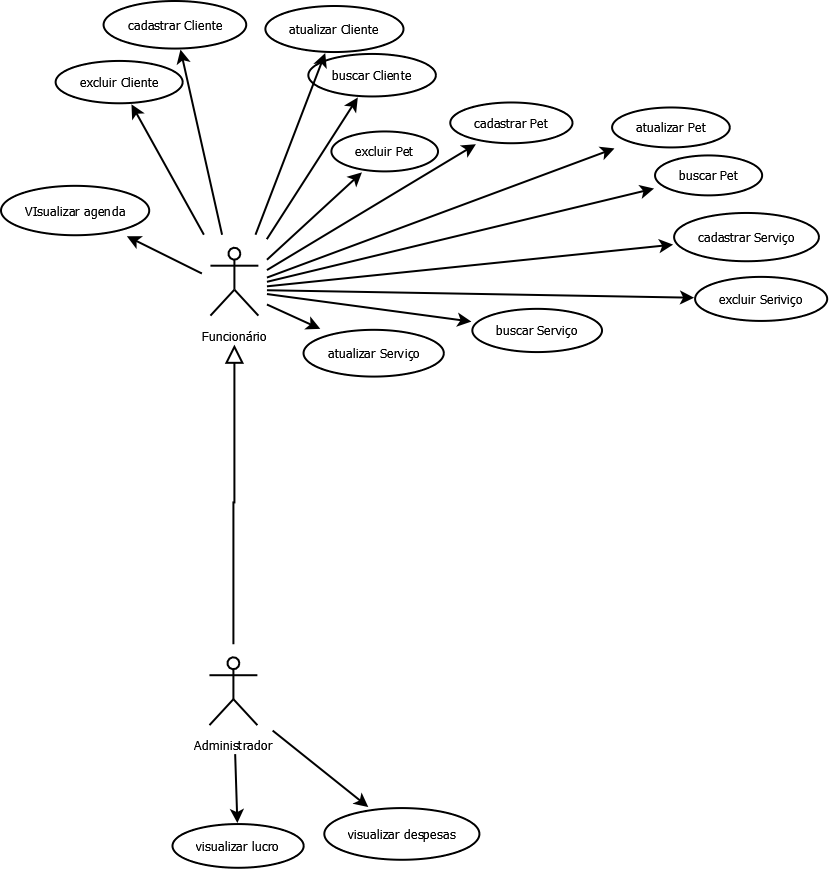 cadastrar Cliente
atualizar Cliente
excluir Cliente
buscar Cliente
cadastrar Pet
atualizar Pet
excluir Pet
buscar Pet
VIsualizar agenda
cadastrar Serviço
excluir Seriviço
buscar Serviço
Funcionário
atualizar Serviço
Administrador
visualizar despesas
visualizar lucro